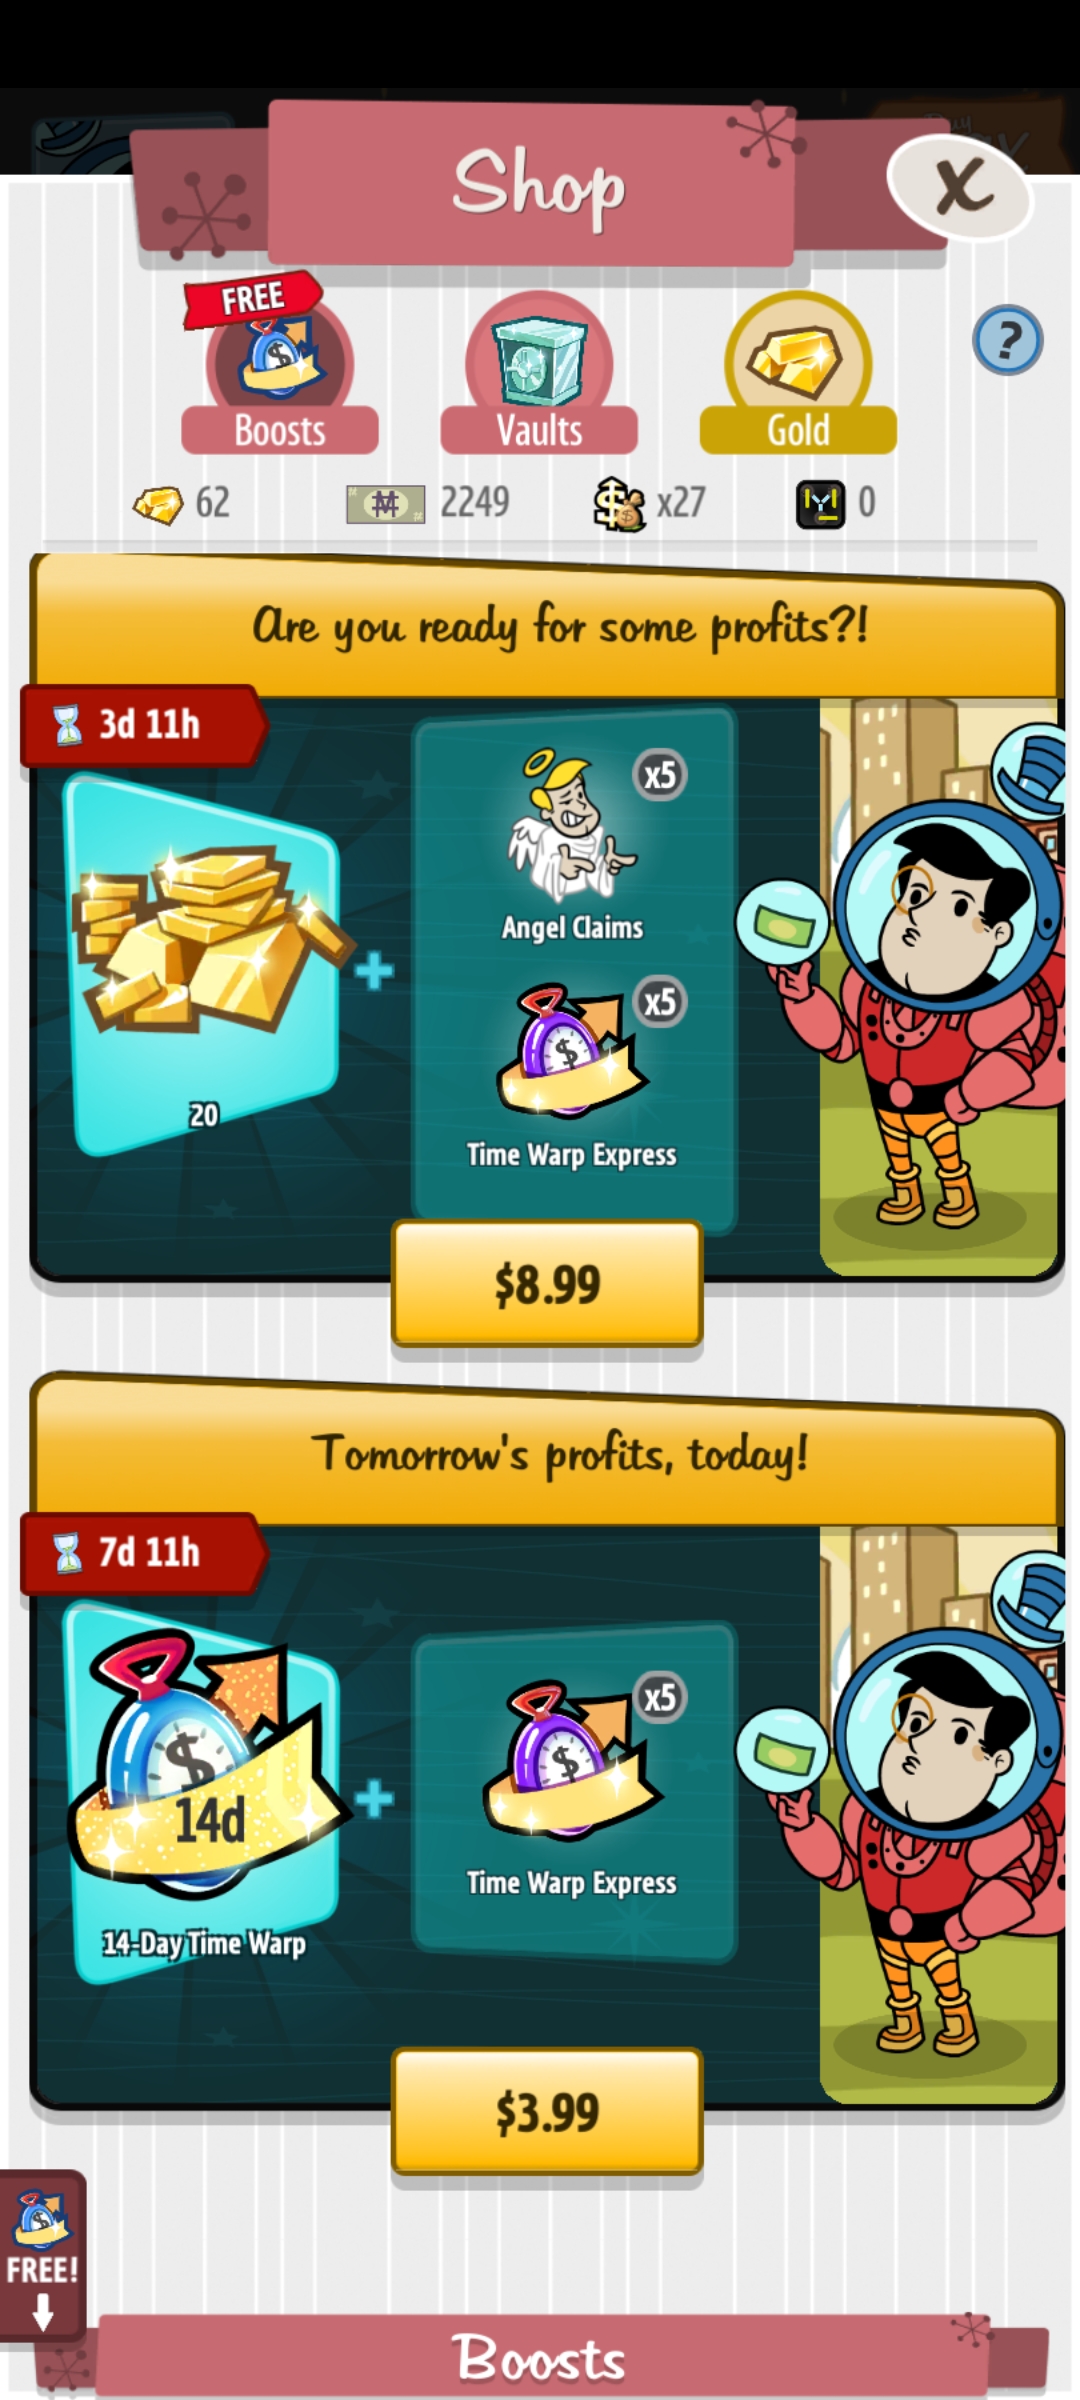 Shop
X
FREE
Boosts
Vaults
Gold
?
62
2249
x27
0
Are you ready for some profits?!
3d 11h
x5
Angel Claims
x5
20
Time Warp Express
$8.99
Tomorrow's profits, today!
7d 11h
x5
14d
Time Warp Express
14-Day Time Warp
$3.99
FREE!
Boosts